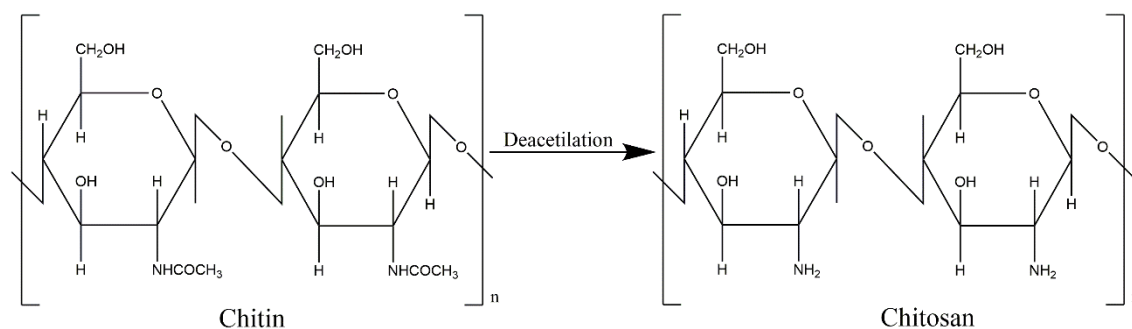 CH₂OH CH₂OH CH₂OH CH₂OH
O O O O
H H H H H
O O Deacetilation O O
OH H OH H H OH H OH H H
H NHCOCH₃ H NHCOCH₃ H NH₂ H NH₂
n
Chitin Chitosan